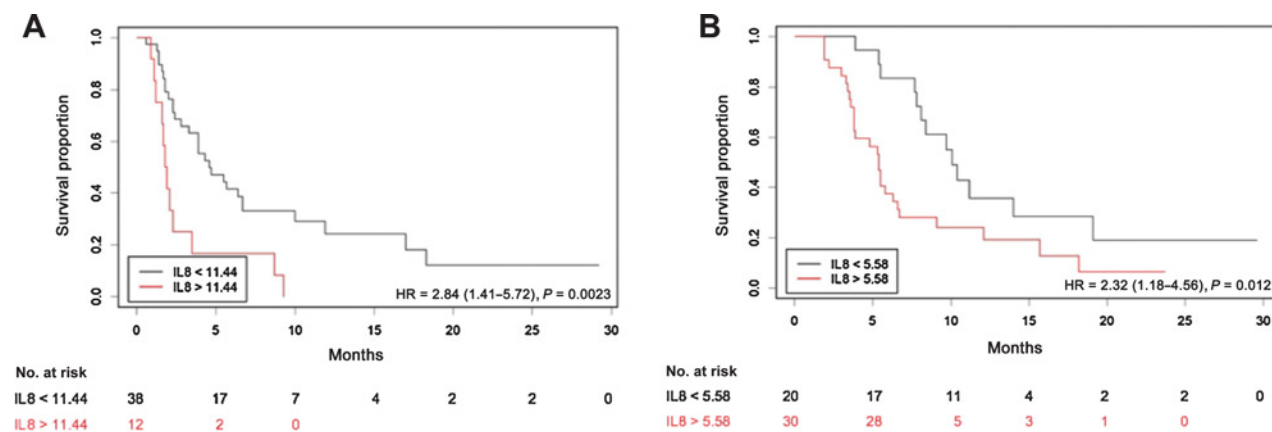 A
Survival proportion
1.0
0.8
0.6
0.4
0.2
0.0
IL8 < 11.44
IL8 > 11.44
HR = 2.84 (1.41–5.72), P = 0.0023
0 5 10 15 20 25 30
Months
No. at risk
IL8 < 11.44 38 17 7 4 2 2 0
IL8 > 11.44 12 2 0
B
Survival proportion
1.0
0.8
0.6
0.4
0.2
0.0
IL8 < 5.58
IL8 > 5.58
HR = 2.32 (1.18–4.56), P = 0.012
0 5 10 15 20 25 30
Months
No. at risk
IL8 < 5.58 20 17 11 4 2 2 0
IL8 > 5.58 30 28 5 3 1 0